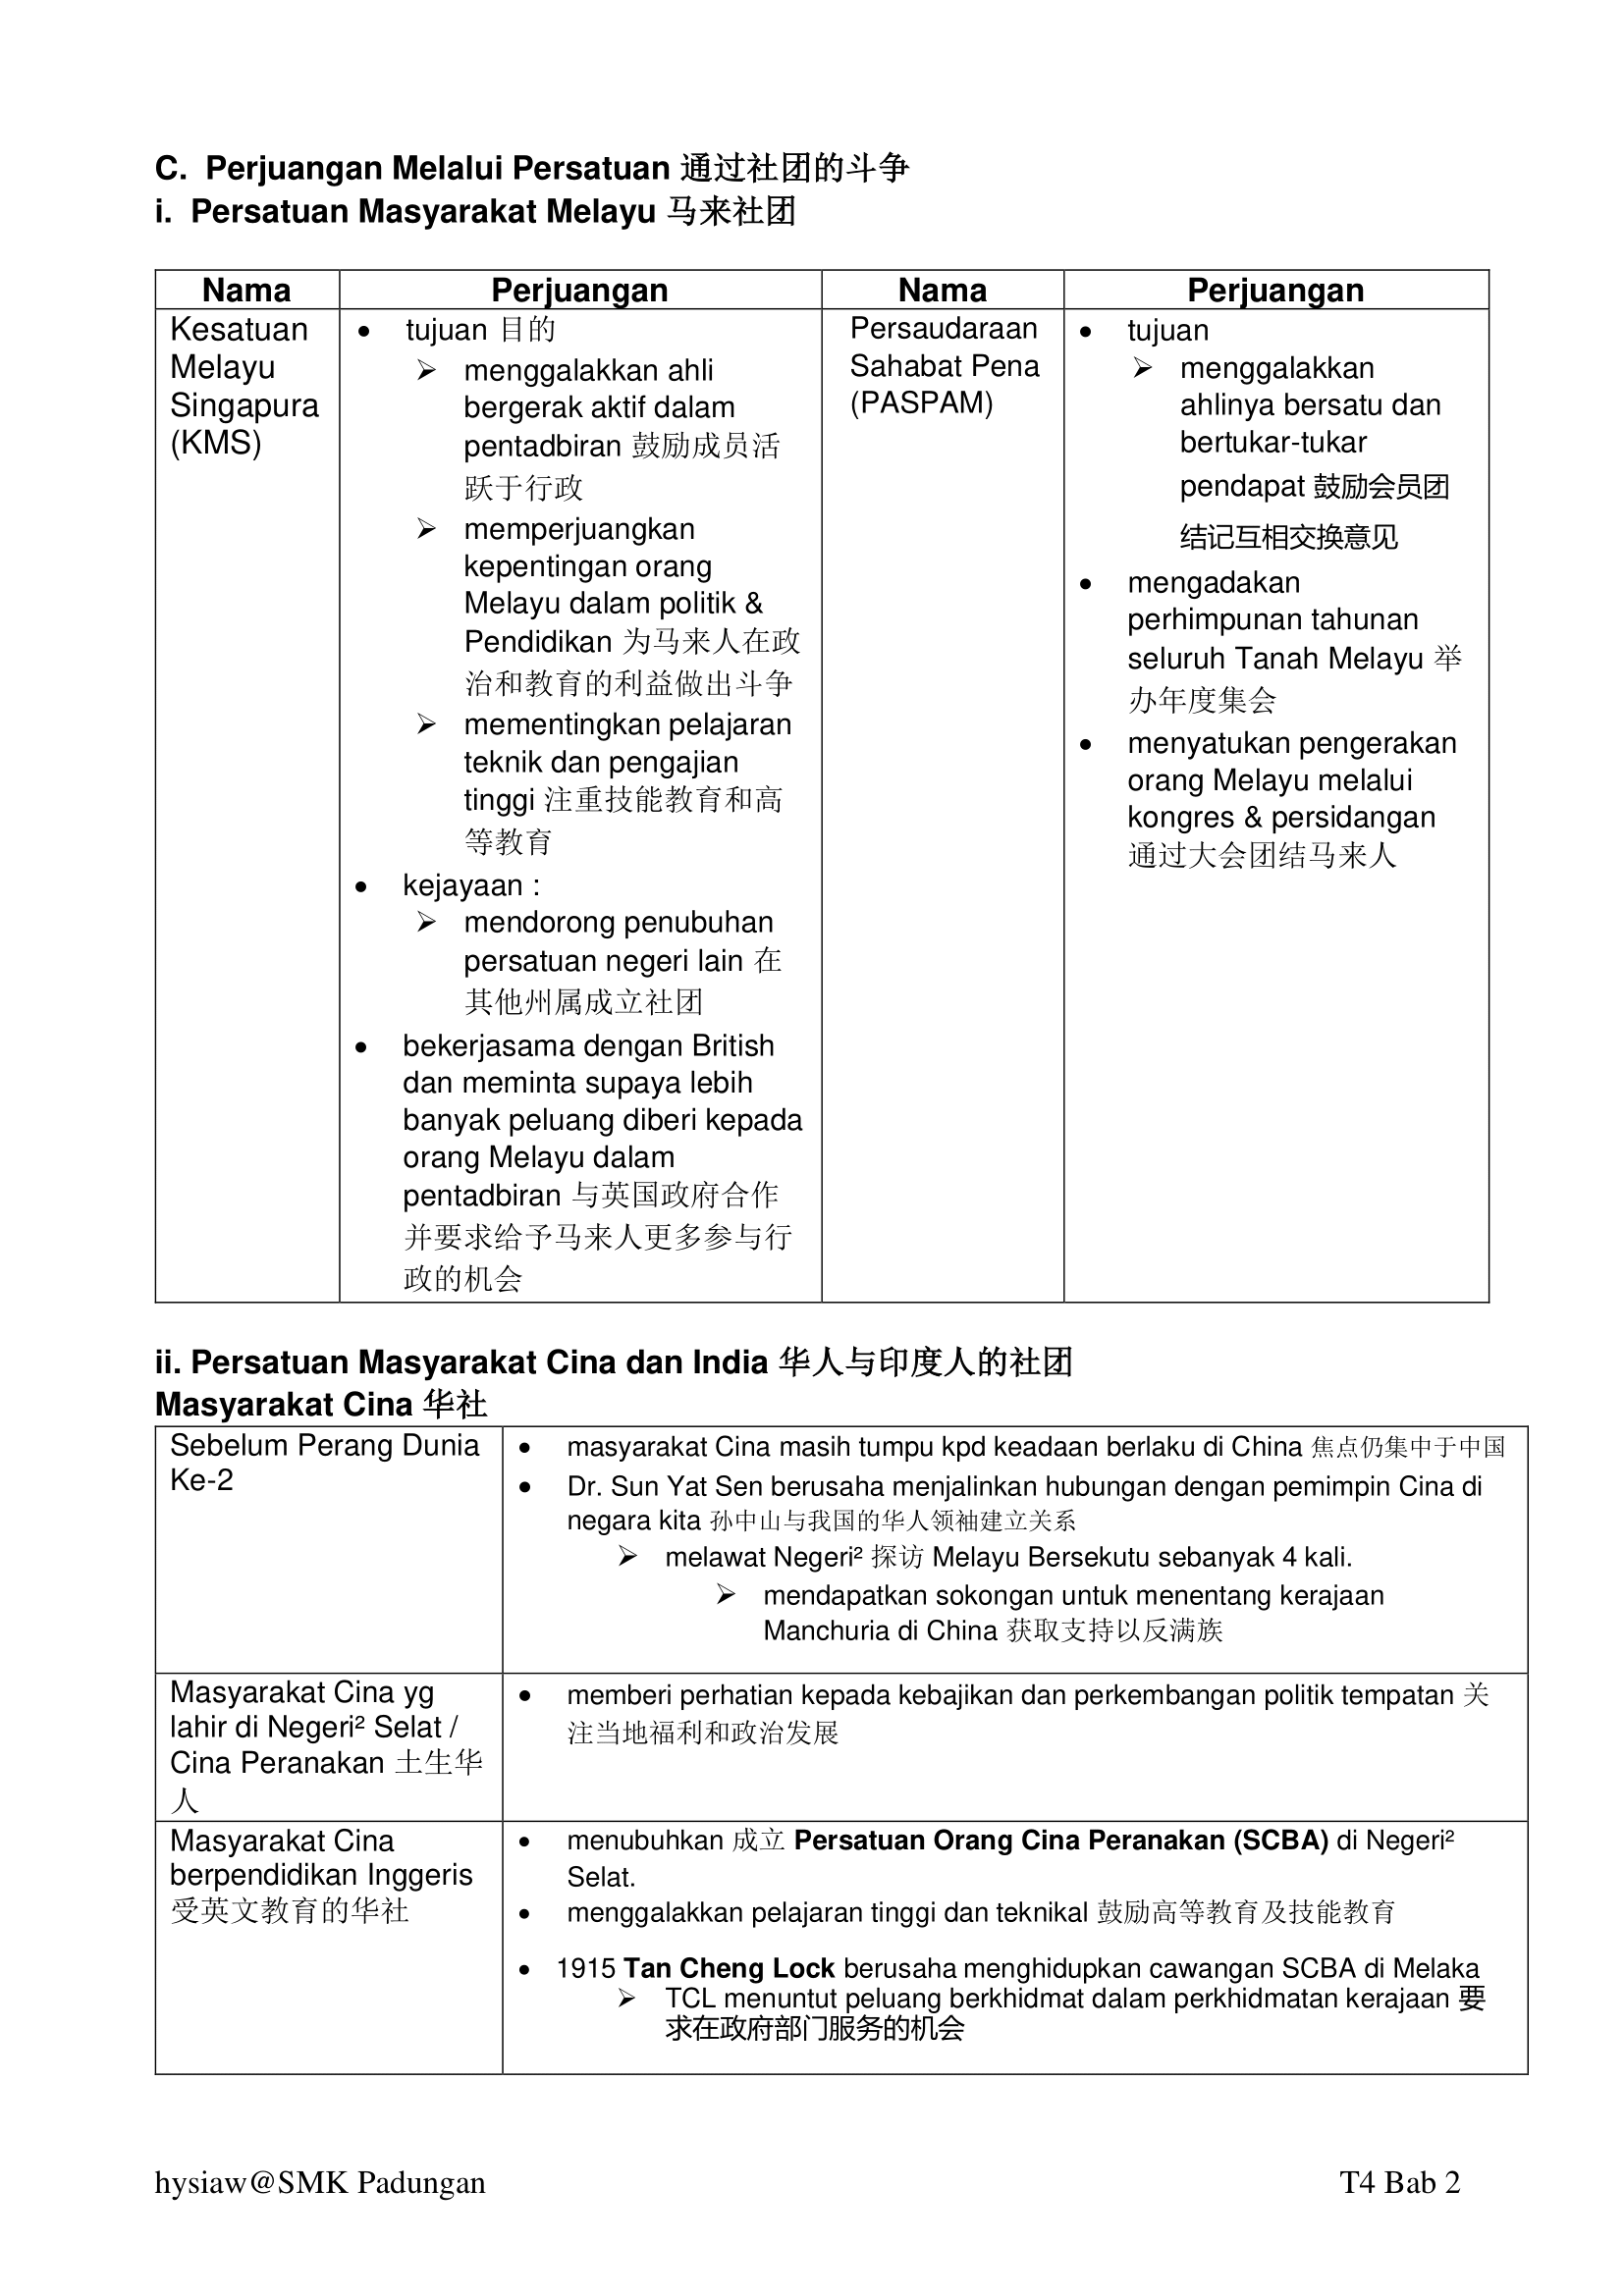 C. Perjuangan Melalui Persatuan 通过社团的斗争
i. Persatuan Masyarakat Melayu 马来社团
Nama
Perjuangan
Nama
Perjuangan
Kesatuan
Melayu
Singapura
(KMS)
• tujuan 目的
➢ menggalakkan ahli
bergerak aktif dalam
pentadbiran 鼓励成员活
跃于行政
➢ memperjuangkan
kepentingan orang
Melayu dalam politik &
Pendidikan 为马来人在政
治和教育的利益做出斗争
➢ mementingkan pelajaran
teknik dan pengajian
tinggi 注重技能教育和高
等教育
• kejayaan :
➢ mendorong penubuhan
persatuan negeri lain 在
其他州属成立社团
• bekerjasama dengan British
dan meminta supaya lebih
banyak peluang diberi kepada
orang Melayu dalam
pentadbiran 与英国政府合作
并要求给予马来人更多参与行
政的机会
Persaudaraan
Sahabat Pena
(PASPAM)
• tujuan
➢ menggalakkan
ahlinya bersatu dan
bertukar-tukar
pendapat 鼓励会员团
结记互相交换意见
• mengadakan
perhimpunan tahunan
seluruh Tanah Melayu 举
办年度集会
• menyatukan pengerakan
orang Melayu melalui
kongres & persidangan
通过大会团结马来人
ii. Persatuan Masyarakat Cina dan India 华人与印度人的社团
Masyarakat Cina 华社
Sebelum Perang Dunia
Ke-2
• masyarakat Cina masih tumpu kpd keadaan berlaku di China 焦点仍集中于中国
• Dr. Sun Yat Sen berusaha menjalinkan hubungan dengan pemimpin Cina di
negara kita 孙中山与我国的华人领袖建立关系
➢ melawat Negeri² 探访 Melayu Bersekutu sebanyak 4 kali.
➢ mendapatkan sokongan untuk menentang kerajaan
Manchuria di China 获取支持以反满族
Masyarakat Cina yg
lahir di Negeri² Selat /
Cina Peranakan 土生华
人
• memberi perhatian kepada kebajikan dan perkembangan politik tempatan 关
注当地福利和政治发展
Masyarakat Cina
berpendidikan Inggeris
受英文教育的华社
• menubuhkan 成立 Persatuan Orang Cina Peranakan (SCBA) di Negeri²
Selat.
• menggalakkan pelajaran tinggi dan teknikal 鼓励高等教育及技能教育
• 1915 Tan Cheng Lock berusaha menghidupkan cawangan SCBA di Melaka
➢ TCL menuntut peluang berkhidmat dalam perkhidmatan kerajaan 要
求在政府部门服务的机会
hysiaw@SMK Padungan
T4 Bab 2